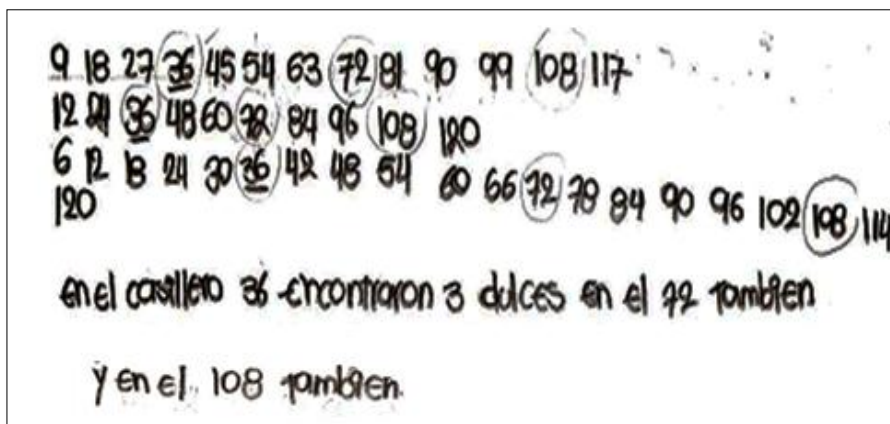 9 18 27 36 45 54 63 72 81 90 99 108 117
12 24 36 48 60 72 84 96 108 120
6 12 18 24 30 36 42 48 54 60 66 72 78 84 90 96 102 108 114
120
en el casillero 36 encontraron 3 dulces en el 72 tambien
y en el 108 tambien.